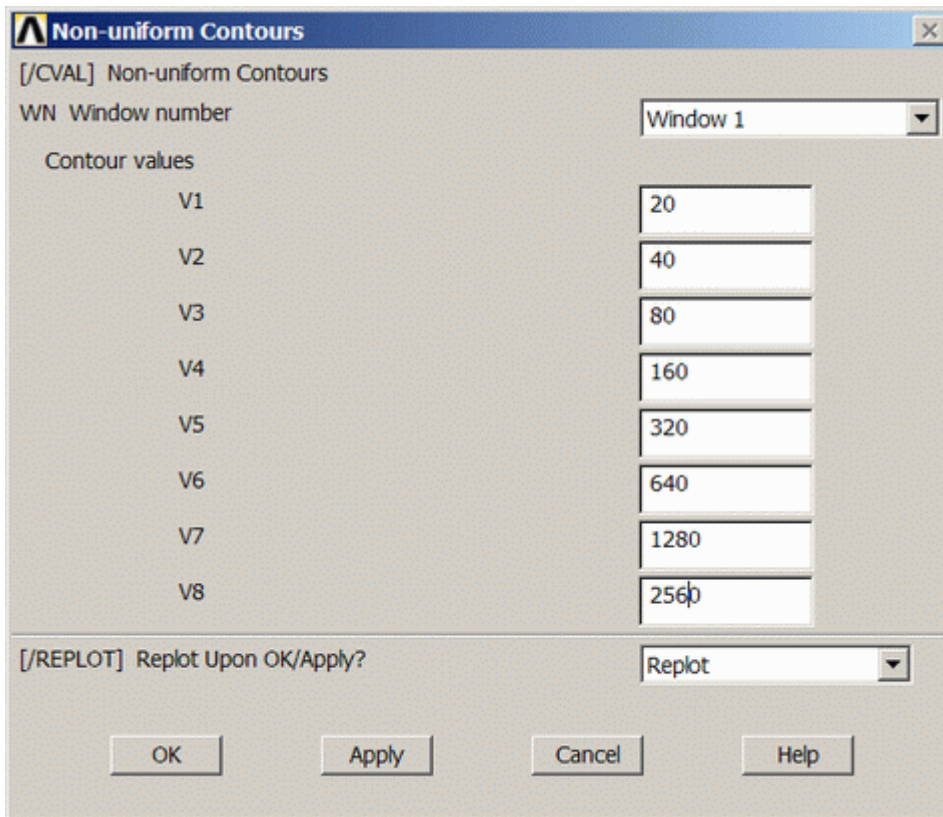 Non-uniform Contours
[/CVAL] Non-uniform Contours
WN Window number Window 1
Contour values
V1 20
V2 40
V3 80
V4 160
V5 320
V6 640
V7 1280
V8 2560
[/REPLOT] Replot Upon OK/Apply? Replot
OK Apply Cancel Help